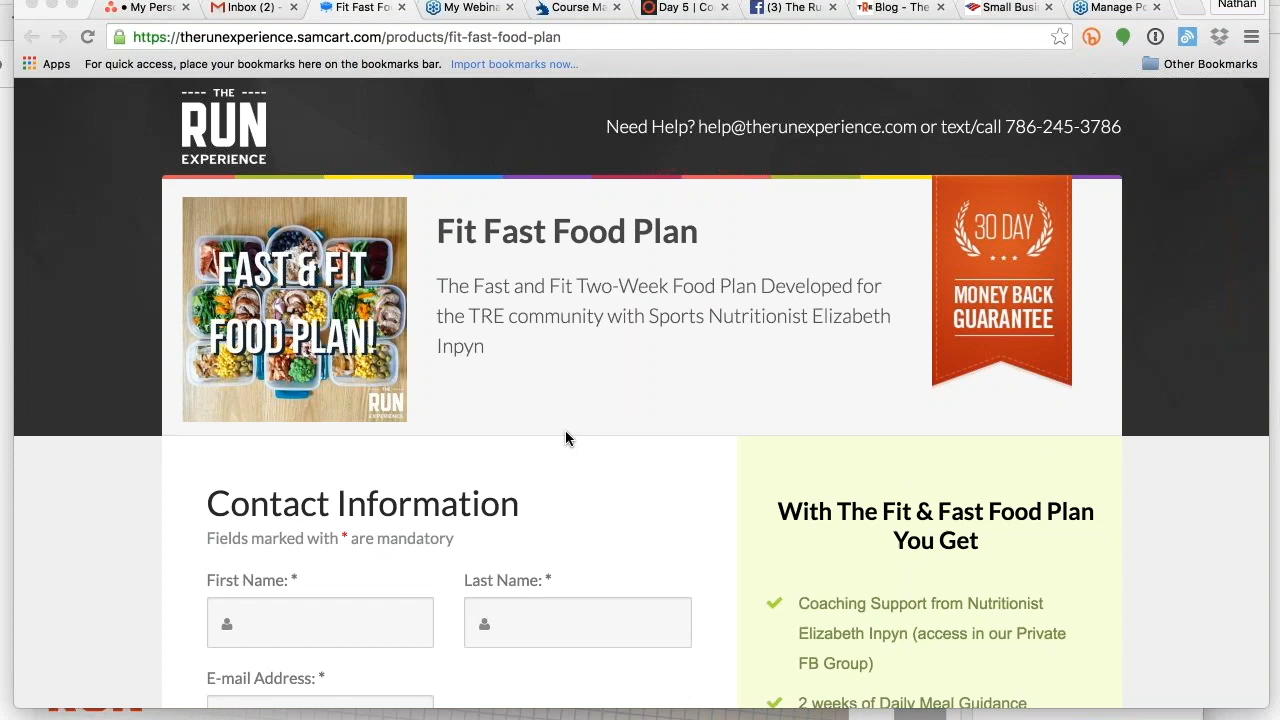 My Pers
Inbox (2) -
Fit Fast Fo
My Webina
Course Ma
Day 5 | Co
(3) The Ru
Blog - The
Small Busi
Manage Po
Nathan
https://therunexperience.samcart.com/products/fit-fast-food-plan
Apps
For quick access, place your bookmarks here on the bookmarks bar.
Import bookmarks now...
Other Bookmarks
THE
RUN
EXPERIENCE
Need Help? help@therunexperience.com or text/call 786-245-3786
FAST & FIT
FOOD PLAN!
THE
RUN
EXPERIENCE
Fit Fast Food Plan
The Fast and Fit Two-Week Food Plan Developed for
the TRE community with Sports Nutritionist Elizabeth
Inpyn
30 DAY
MONEY BACK
GUARANTEE
Contact Information
Fields marked with * are mandatory
First Name: *
Last Name: *
E-mail Address: *
With The Fit & Fast Food Plan
You Get
Coaching Support from Nutritionist
Elizabeth Inpyn (access in our Private
FB Group)
2 weeks of Daily Meal Guidance